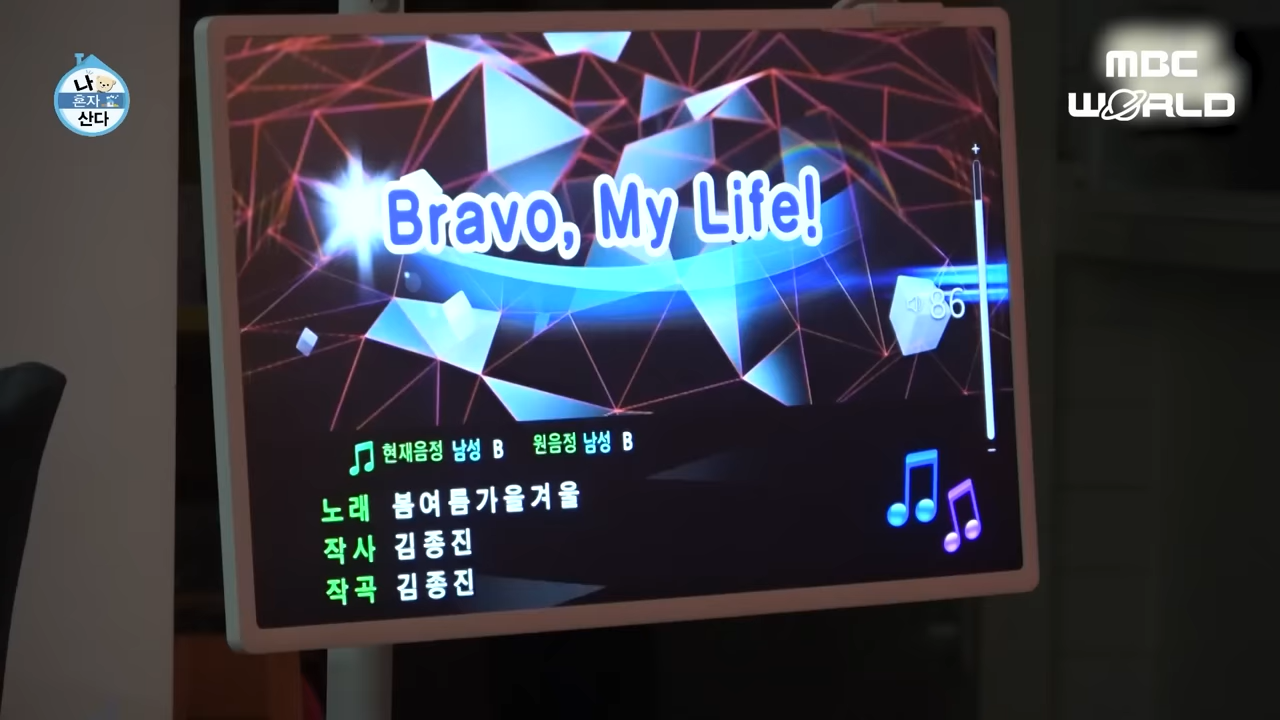 나
혼자
산다
MBC
WORLD
Bravo, My Life!
+
86
-
현재음정 남성 B 원음정 남성 B
노래 봄여름가을겨울
작사 김종진
작곡 김종진